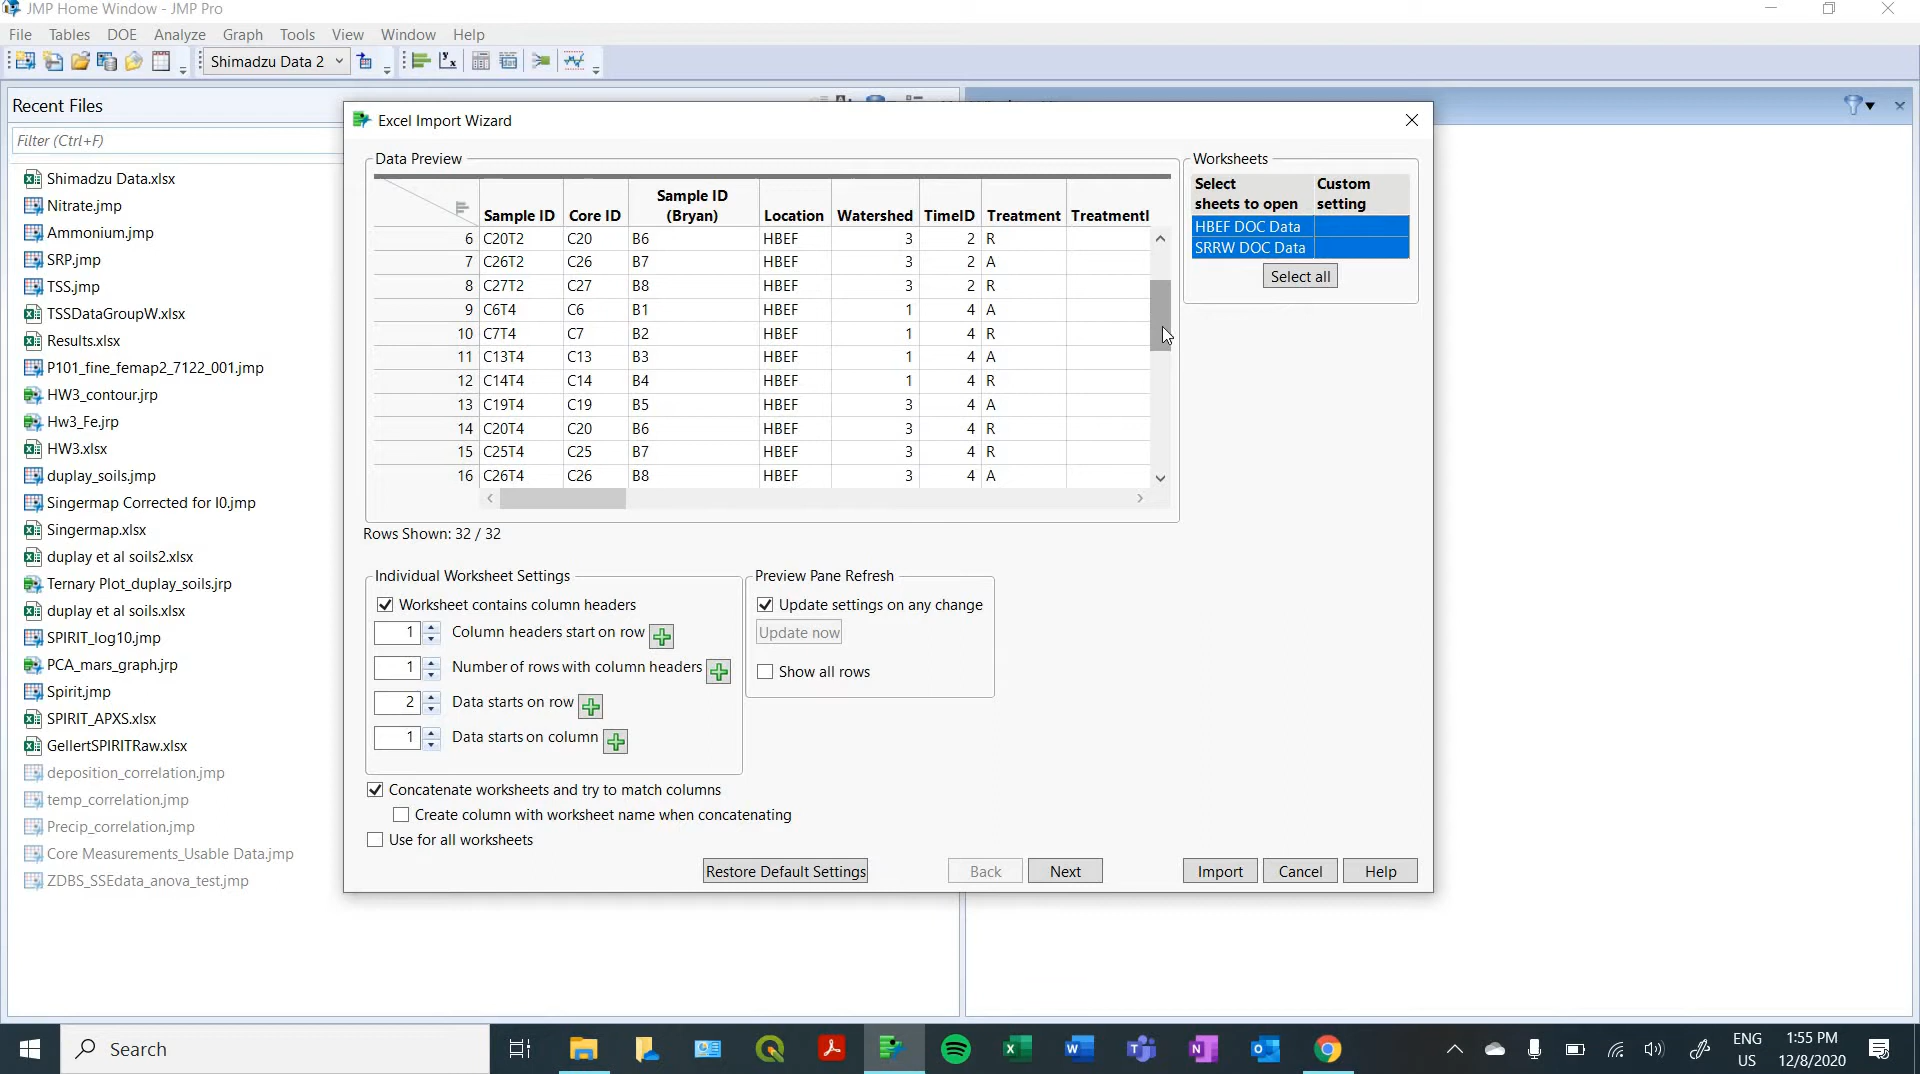 JMP Home Window - JMP Pro
File Tables DOE Analyze Graph Tools View Window Help
Shimadzu Data 2
Recent Files
Filter (Ctrl+F)
Shimadzu Data.xlsx
Nitrate.jmp
Ammonium.jmp
SRP.jmp
TSS.jmp
TSSDataGroupW.xlsx
Results.xlsx
P101_fine_femap2_7122_001.jmp
HW3_contour.jrp
Hw3_Fe.jrp
HW3.xlsx
duplay_soils.jmp
Singermap Corrected for I0.jmp
Singermap.xlsx
duplay et al soils2.xlsx
Ternary Plot_duplay_soils.jrp
duplay et al soils.xlsx
SPIRIT_log10.jmp
PCA_mars_graph.jrp
Spirit.jmp
SPIRIT_APXS.xlsx
GellertSPIRITRaw.xlsx
deposition_correlation.jmp
temp_correlation.jmp
Precip_correlation.jmp
Core Measurements_Usable Data.jmp
ZDBS_SSEdata_anova_test.jmp
Excel Import Wizard
Data Preview
Sample ID Core ID Sample ID (Bryan) Location Watershed TimeID Treatment TreatmentI
6 C20T2 C20 B6 HBEF 3 2 R
7 C26T2 C26 B7 HBEF 3 2 A
8 C27T2 C27 B8 HBEF 3 2 R
9 C6T4 C6 B1 HBEF 1 4 A
10 C7T4 C7 B2 HBEF 1 4 R
11 C13T4 C13 B3 HBEF 1 4 A
12 C14T4 C14 B4 HBEF 1 4 R
13 C19T4 C19 B5 HBEF 3 4 A
14 C20T4 C20 B6 HBEF 3 4 R
15 C25T4 C25 B7 HBEF 3 4 R
16 C26T4 C26 B8 HBEF 3 4 A
Rows Shown: 32 / 32
Worksheets
Select sheets to open Custom setting
HBEF DOC Data
SRRW DOC Data
Select all
Individual Worksheet Settings
Worksheet contains column headers
1 Column headers start on row
1 Number of rows with column headers
2 Data starts on row
1 Data starts on column
Preview Pane Refresh
Update settings on any change
Update now
Show all rows
Concatenate worksheets and try to match columns
Create column with worksheet name when concatenating
Use for all worksheets
Restore Default Settings Back Next Import Cancel Help
Search
ENG
US
1:55 PM
12/8/2020